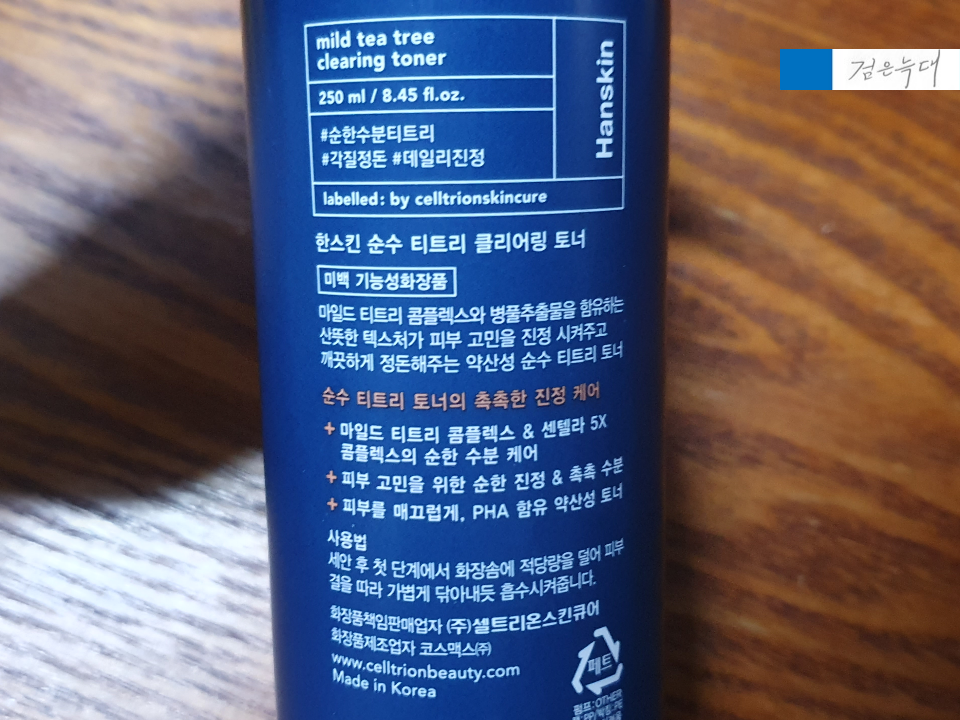 검은늑대
mild tea tree
clearing toner
Hanskin
250 ml / 8.45 fl.oz.
#순한수분티트리
#각질정돈 #데일리진정
labelled: by celltrionskincure
한스킨 순수 티트리 클리어링 토너
미백 기능성화장품
마일드 티트리 콤플렉스와 병풀추출물을 함유하는
산뜻한 텍스처가 피부 고민을 진정 시켜주고
깨끗하게 정돈해주는 약산성 순수 티트리 토너
순수 티트리 토너의 촉촉한 진정 케어
+ 마일드 티트리 콤플렉스 & 센텔라 5X
콤플렉스의 순한 수분 케어
+ 피부 고민을 위한 순한 진정 & 촉촉 수분
+ 피부를 매끄럽게, PHA 함유 약산성 토너
사용법
세안 후 첫 단계에서 화장솜에 적당량을 덜어 피부
결을 따라 가볍게 닦아내듯 흡수시켜줍니다.
화장품책임판매업자 (주)셀트리온스킨큐어
화장품제조업자 코스맥스(주)
www.celltrionbeauty.com
Made in Korea
페트
펌프:OTHER